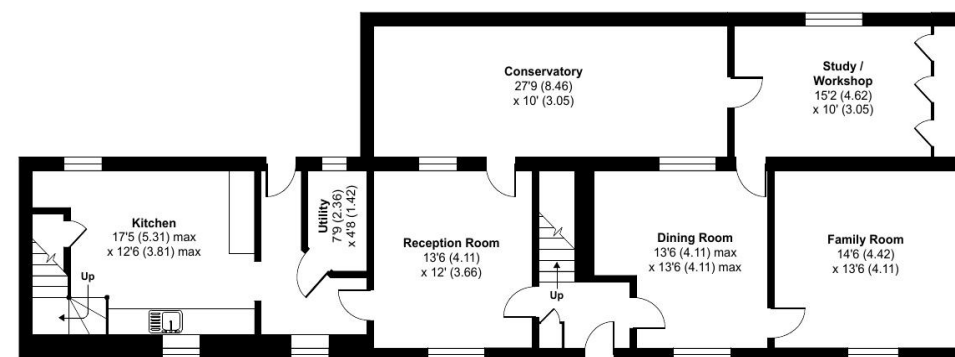 Conservatory
27'9 (8.46)
x 10' (3.05)
Study /
Workshop
15'2 (4.62)
x 10' (3.05)
Kitchen
17'5 (5.31) max
x 12'6 (3.81) max
Up
Utility
7'9 (2.36)
x 4'8 (1.42)
Reception Room
13'6 (4.11)
x 12' (3.66)
Up
Dining Room
13'6 (4.11) max
x 13'6 (4.11) max
Family Room
14'6 (4.42)
x 13'6 (4.11)